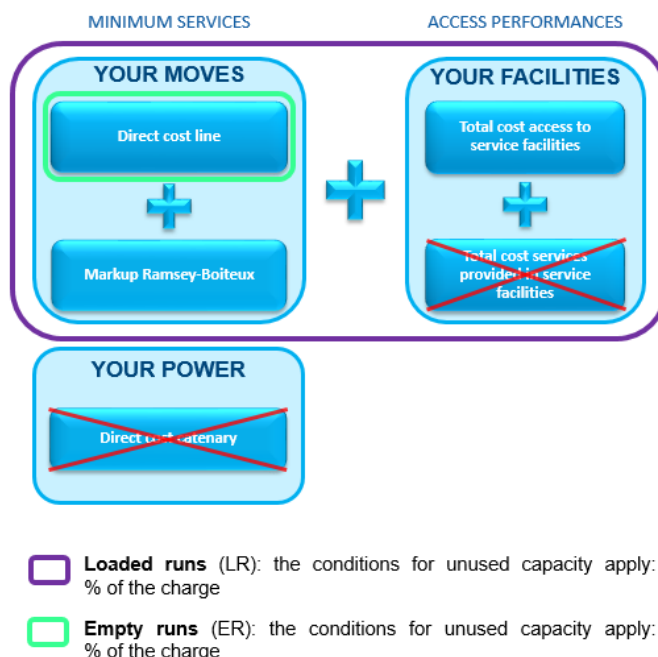 MINIMUM SERVICES
ACCESS PERFORMANCES
YOUR MOVES
YOUR FACILITIES
Direct cost line
Total cost access to
service facilities
Markup Ramsey-Boiteux
Total cost services
provided in service
facilities
YOUR POWER
Direct cost catenary
Loaded runs (LR): the conditions for unused capacity apply:
% of the charge
Empty runs (ER): the conditions for unused capacity apply:
% of the charge